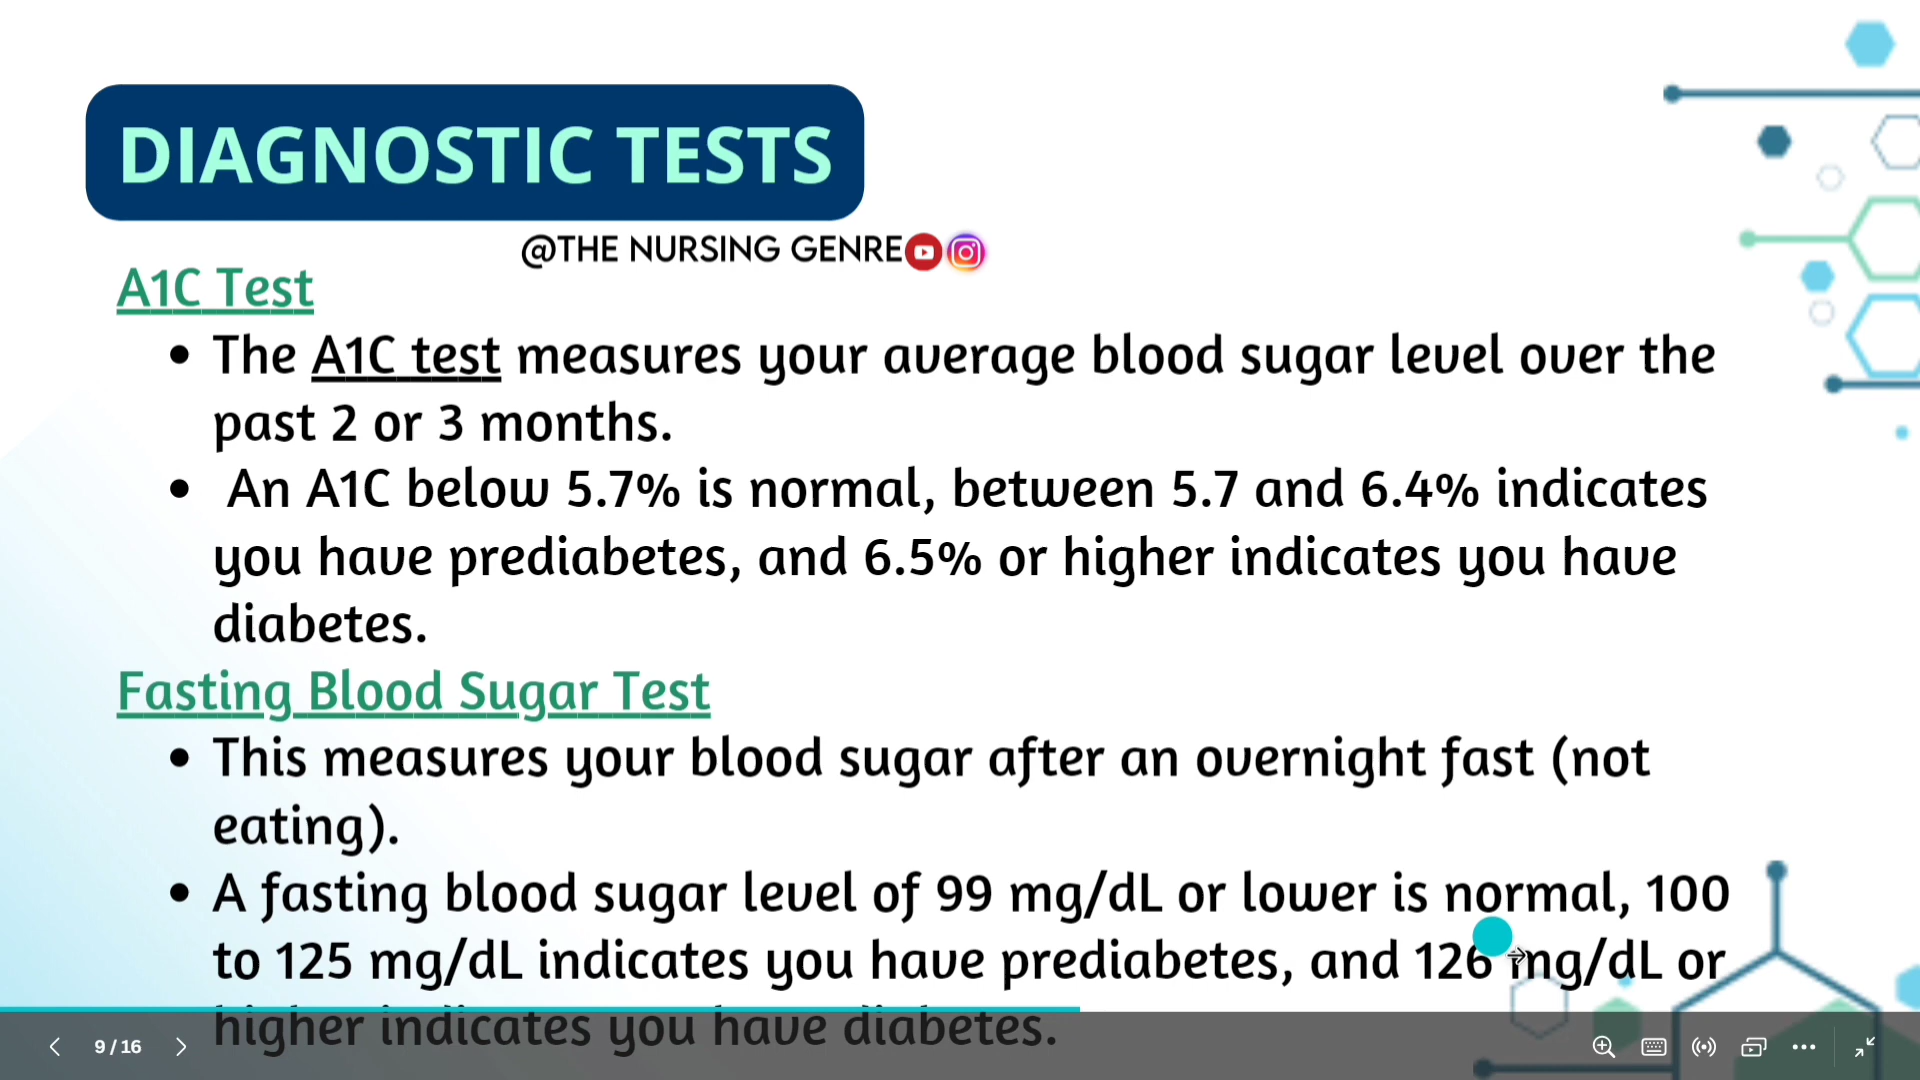 DIAGNOSTIC TESTS
@THE NURSING GENRE
A1C Test
• The A1C test measures your average blood sugar level over the
past 2 or 3 months.
• An A1C below 5.7% is normal, between 5.7 and 6.4% indicates
you have prediabetes, and 6.5% or higher indicates you have
diabetes.
Fasting Blood Sugar Test
• This measures your blood sugar after an overnight fast (not
eating).
• A fasting blood sugar level of 99 mg/dL or lower is normal, 100
to 125 mg/dL indicates you have prediabetes, and 126 mg/dL or
higher indicates you have diabetes.
9 / 16